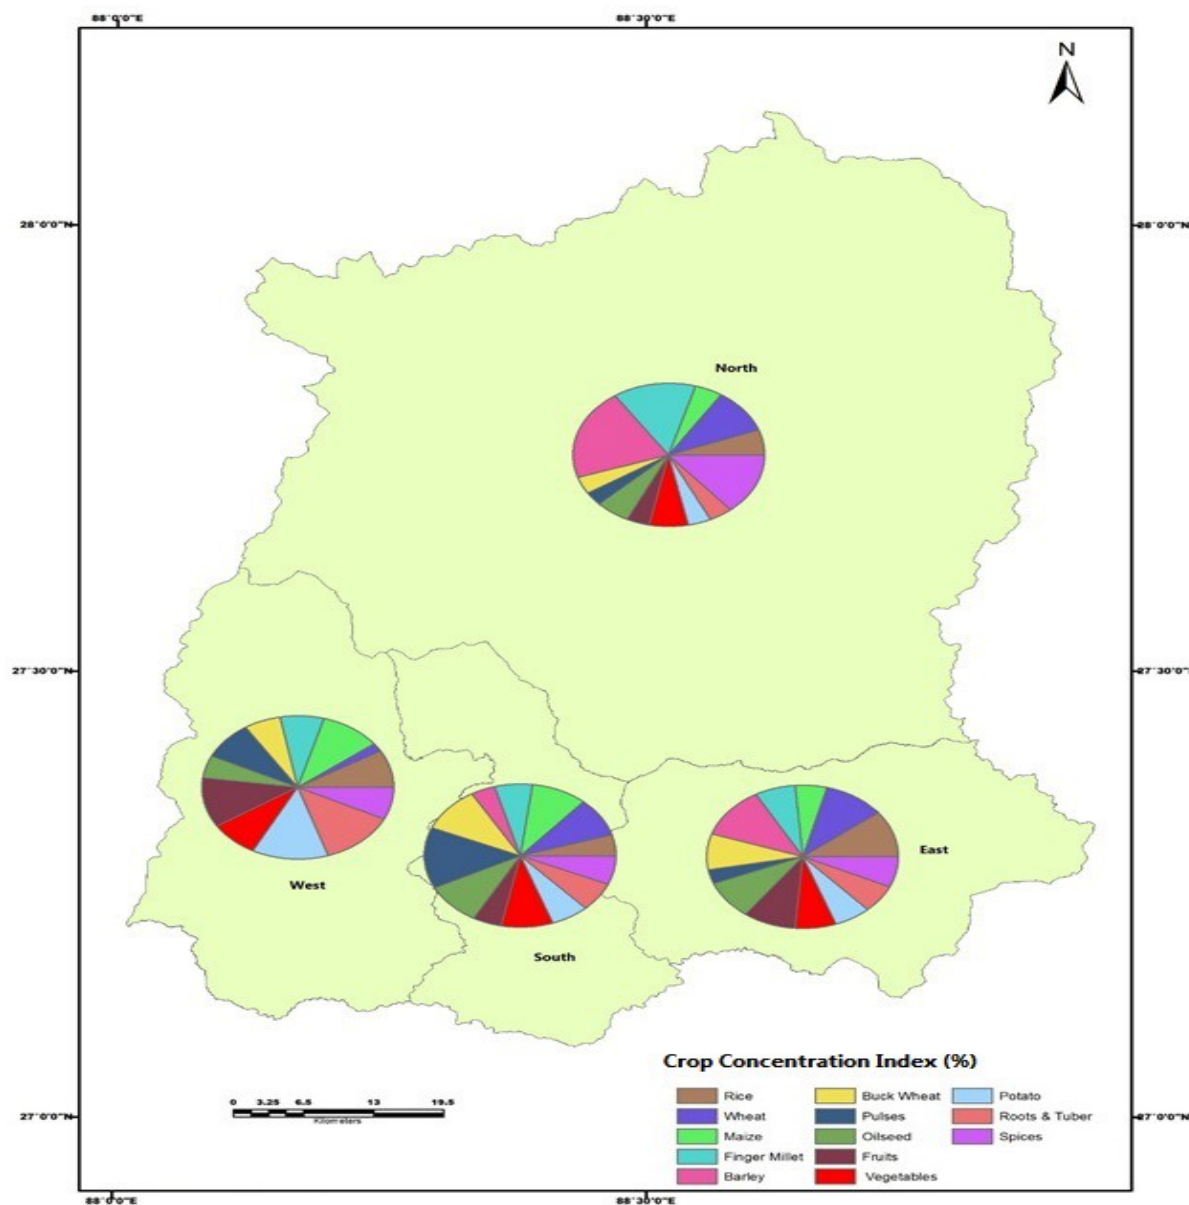 88°0'0"E 88°30'0"E
N
28°0'0"N 28°0'0"N
North
27°30'0"N 27°30'0"N
West
East
South
Crop Concentration Index (%)
Rice Buck Wheat Potato
Wheat Pulses Roots & Tuber
Maize Oilseed Spices
Finger Millet Fruits
Barley Vegetables
0 3.25 6.5 13 19.5
Kilometers
27°0'0"N 27°0'0"N
88°0'0"E 88°30'0"E